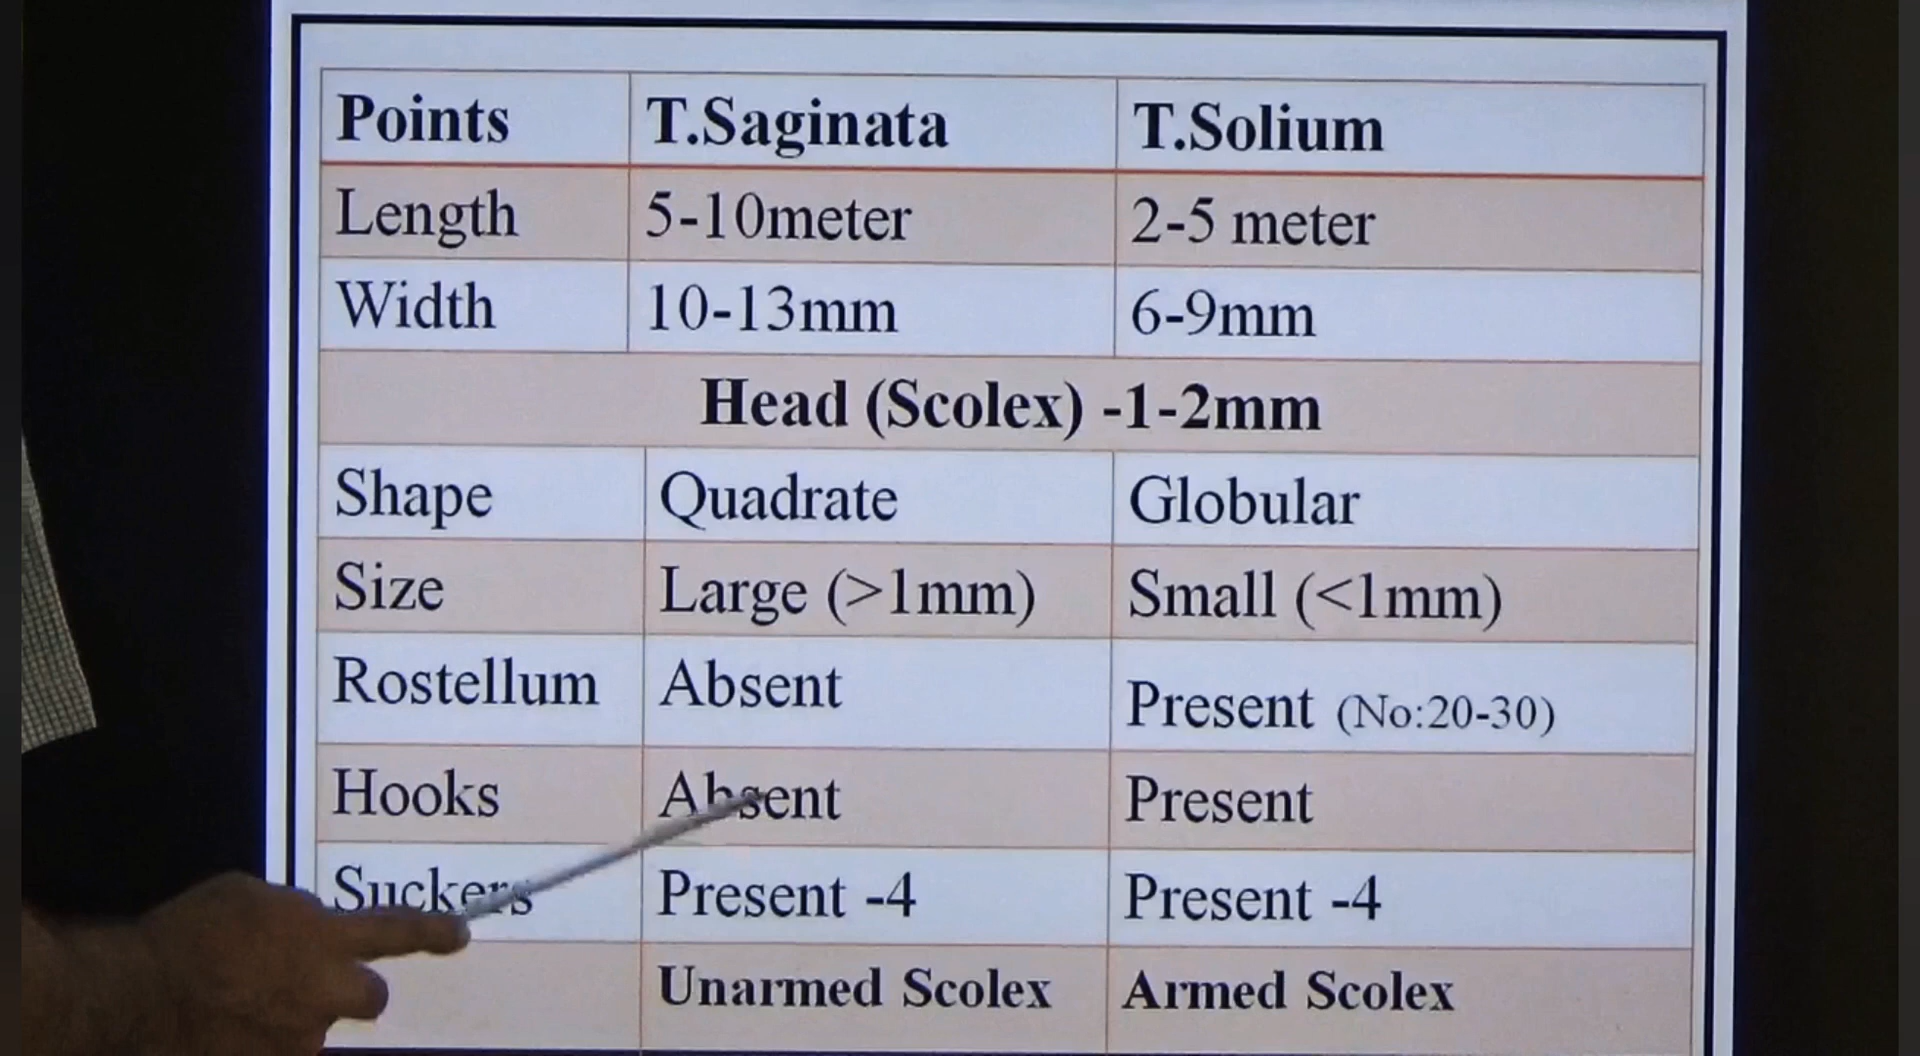 Points T.Saginata T.Solium
Length 5-10meter 2-5 meter
Width 10-13mm 6-9mm
Head (Scolex) -1-2mm
Shape Quadrate Globular
Size Large (>1mm) Small (<1mm)
Rostellum Absent Present (No:20-30)
Hooks Absent Present
Suckers Present -4 Present -4
Unarmed Scolex Armed Scolex